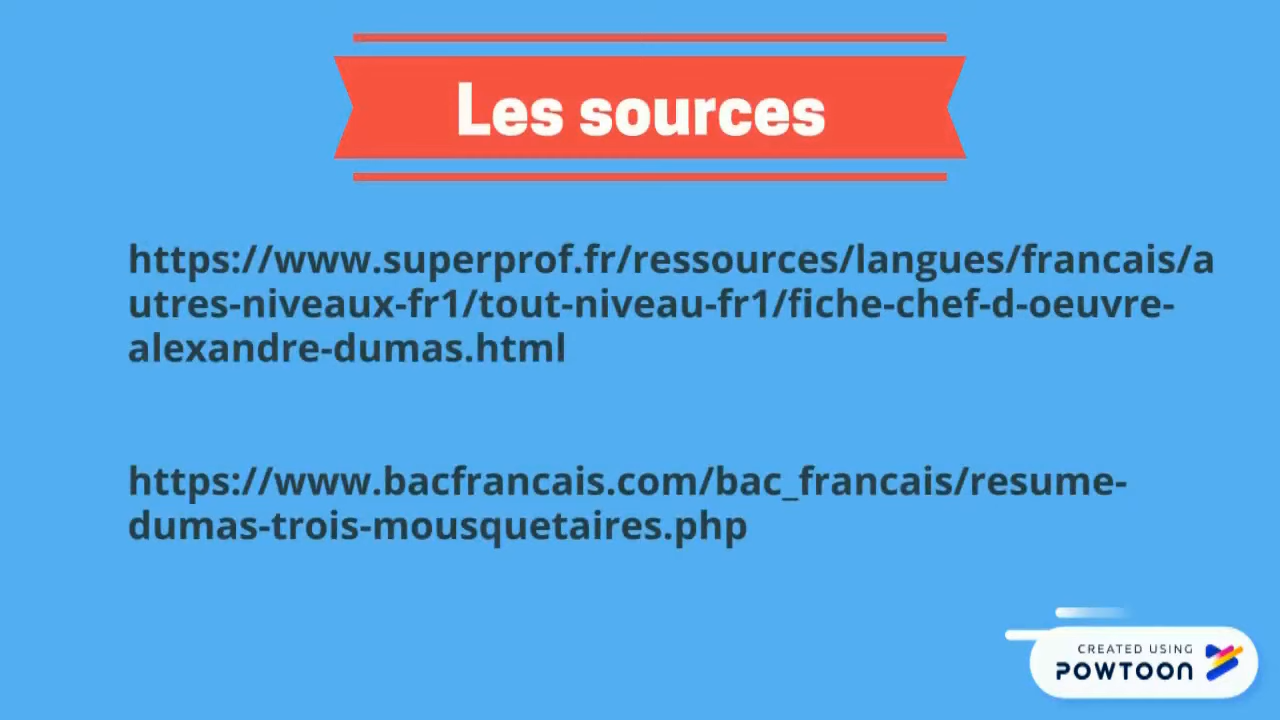 Les sources
https://www.superprof.fr/ressources/langues/francais/a
utres-niveaux-fr1/tout-niveau-fr1/fiche-chef-d-oeuvre-
alexandre-dumas.html
https://www.bacfrancais.com/bac_francais/resume-
dumas-trois-mousquetaires.php
CREATED USING
POWTOON